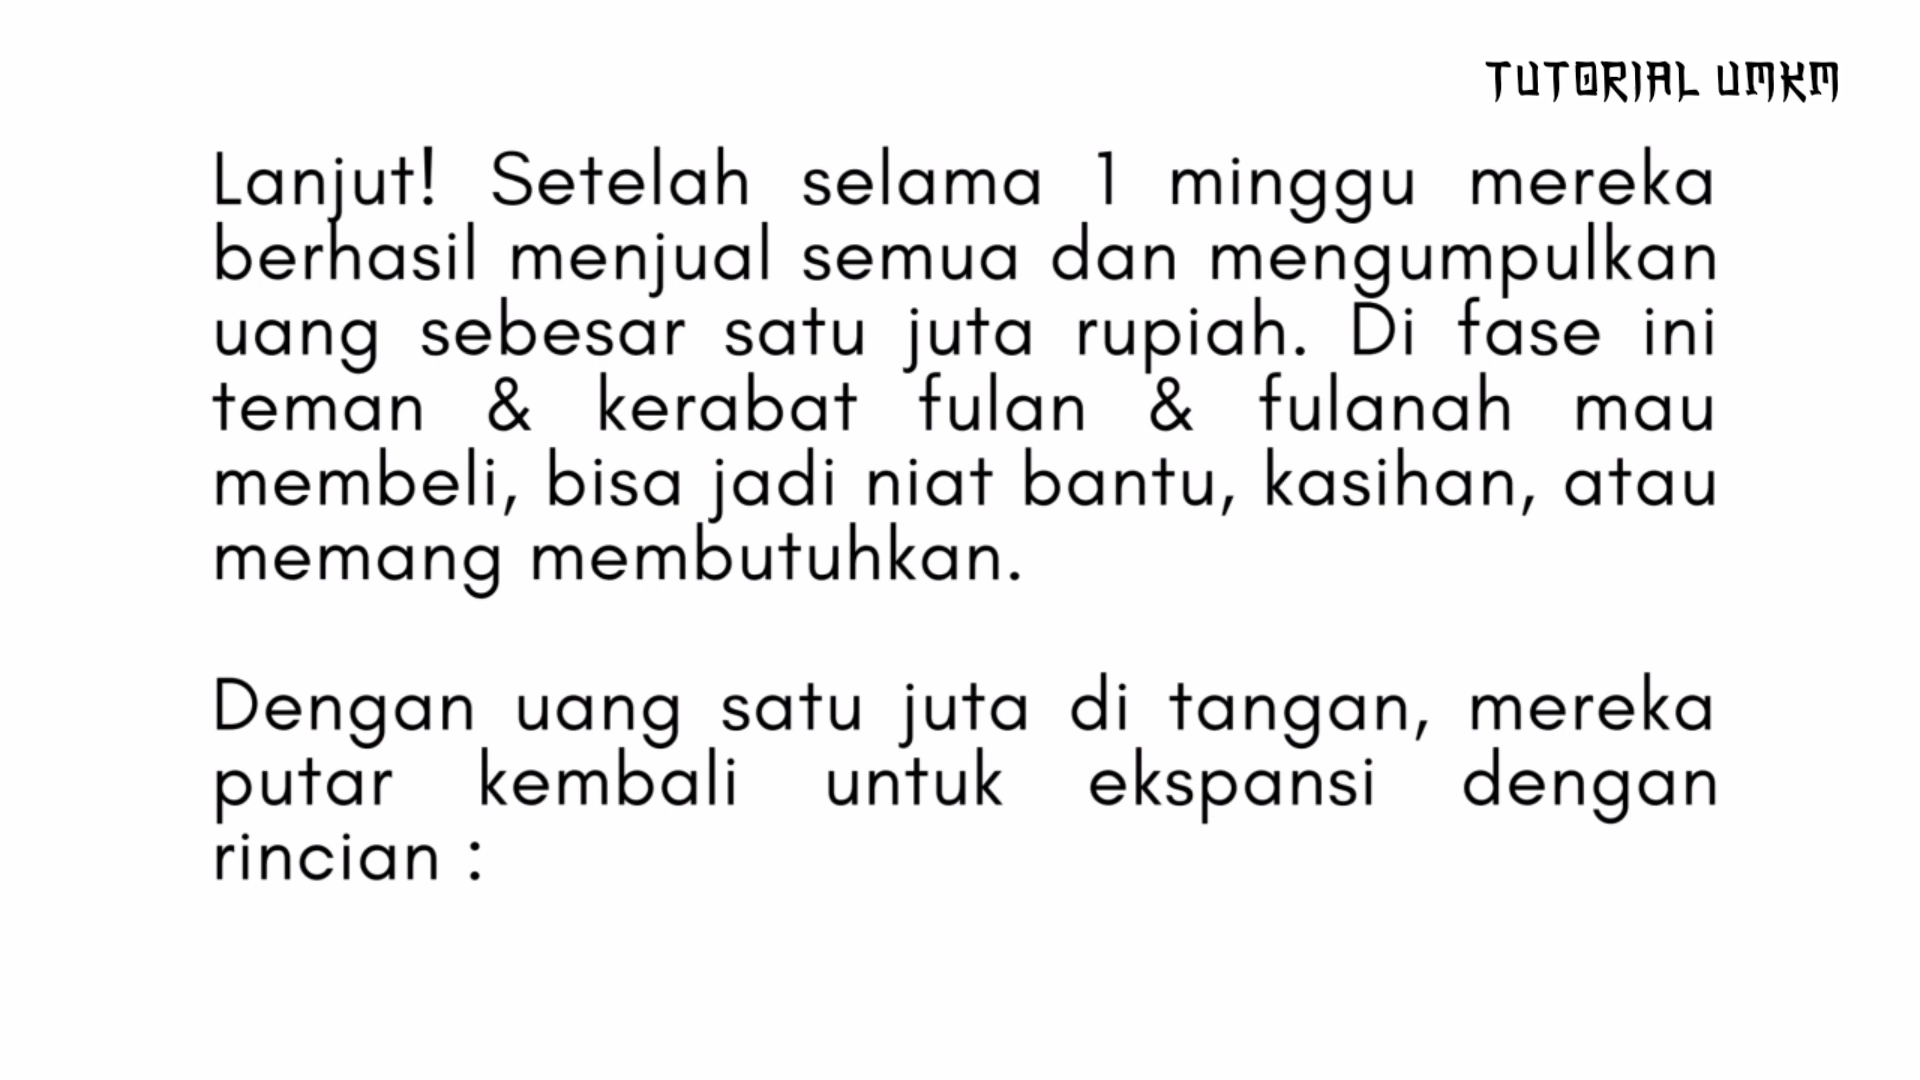 TUTORIAL UMKM
Lanjut! Setelah selama 1 minggu mereka
berhasil menjual semua dan mengumpulkan
uang sebesar satu juta rupiah. Di fase ini
teman & kerabat fulan & fulanah mau
membeli, bisa jadi niat bantu, kasihan, atau
memang membutuhkan.
Dengan uang satu juta di tangan, mereka
putar kembali untuk ekspansi dengan
rincian :